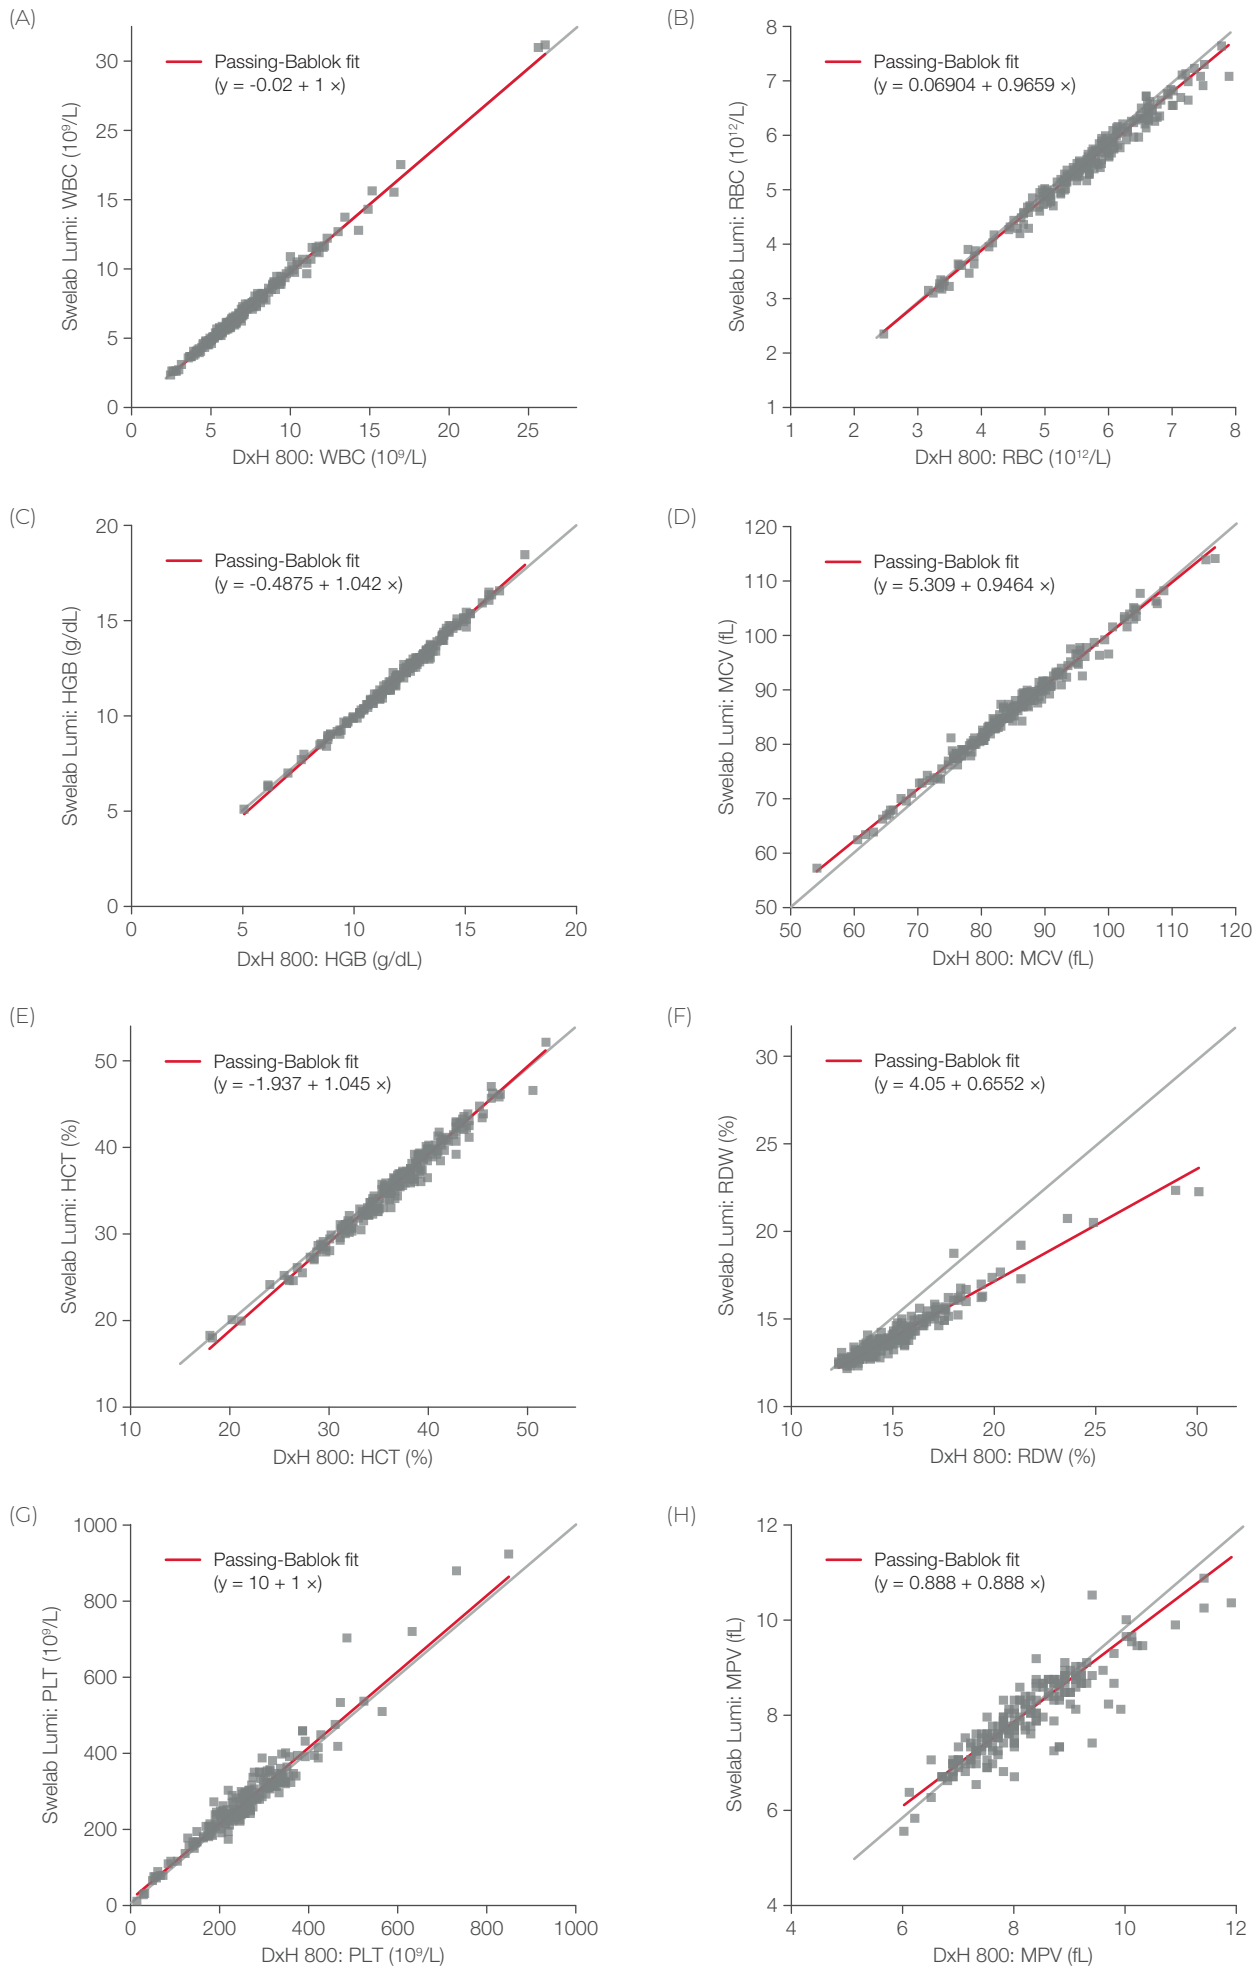 (A)
Swelab Lumi: WBC (10⁹/L)
30
25
15
10
5
0
Passing-Bablok fit
(y = -0.02 + 1 ×)
0 5 10 15 20 25
DxH 800: WBC (10⁹/L)
(B)
Swelab Lumi: RBC (10¹²/L)
8
7
6
5
4
3
2
1
Passing-Bablok fit
(y = 0.06904 + 0.9659 ×)
1 2 3 4 5 6 7 8
DxH 800: RBC (10¹²/L)
(C)
Swelab Lumi: HGB (g/dL)
20
15
10
5
0
Passing-Bablok fit
(y = -0.4875 + 1.042 ×)
0 5 10 15 20
DxH 800: HGB (g/dL)
(D)
Swelab Lumi: MCV (fL)
120
110
100
90
80
70
60
50
Passing-Bablok fit
(y = 5.309 + 0.9464 ×)
50 60 70 80 90 100 110 120
DxH 800: MCV (fL)
(E)
Swelab Lumi: HCT (%)
50
40
30
20
10
Passing-Bablok fit
(y = -1.937 + 1.045 ×)
10 20 30 40 50
DxH 800: HCT (%)
(F)
Swelab Lumi: RDW (%)
30
25
20
15
10
Passing-Bablok fit
(y = 4.05 + 0.6552 ×)
10 15 20 25 30
DxH 800: RDW (%)
(G)
Swelab Lumi: PLT (10⁹/L)
1000
800
600
400
200
0
Passing-Bablok fit
(y = 10 + 1 ×)
0 200 400 600 800 1000
DxH 800: PLT (10⁹/L)
(H)
Swelab Lumi: MPV (fL)
12
10
8
6
4
Passing-Bablok fit
(y = 0.888 + 0.888 ×)
4 6 8 10 12
DxH 800: MPV (fL)